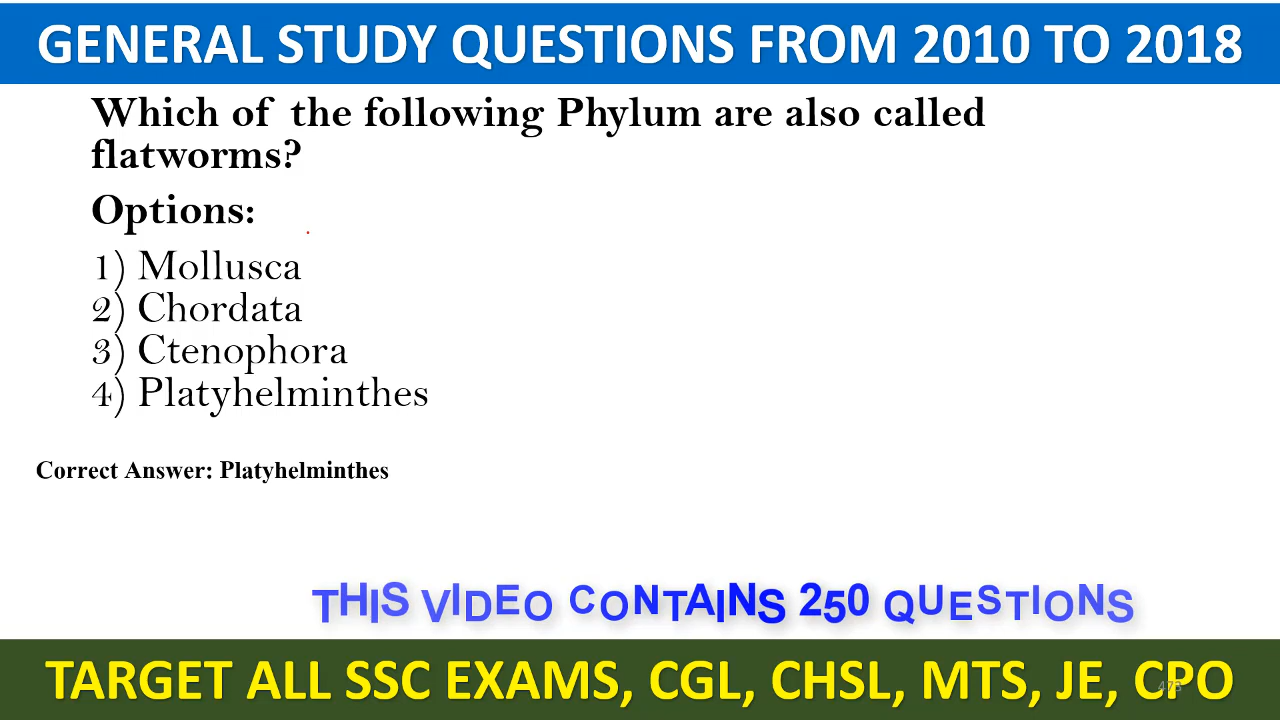 GENERAL STUDY QUESTIONS FROM 2010 TO 2018
Which of the following Phylum are also called
flatworms?
Options:
1) Mollusca
2) Chordata
3) Ctenophora
4) Platyhelminthes
Correct Answer: Platyhelminthes
THIS VIDEO CONTAINS 250 QUESTIONS
TARGET ALL SSC EXAMS, CGL, CHSL, MTS, JE, CPO
473